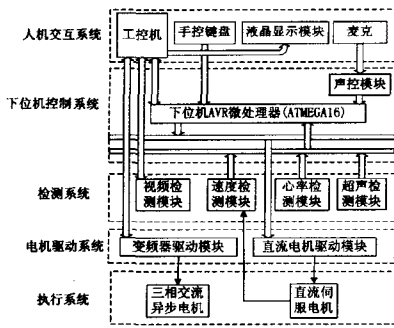 人机交互系统
工控机
手控键盘
液晶显示模块
麦克
声控模块
下位机控制系统
下位机AVR微处理器(ATMEGA16)
检测系统
视频检
测模块
速度检
测模块
心率检
测模块
超声检
测模块
电机驱动系统
变频器驱动模块
直流电机驱动模块
执行系统
三相交流
异步电机
直流伺
服电机